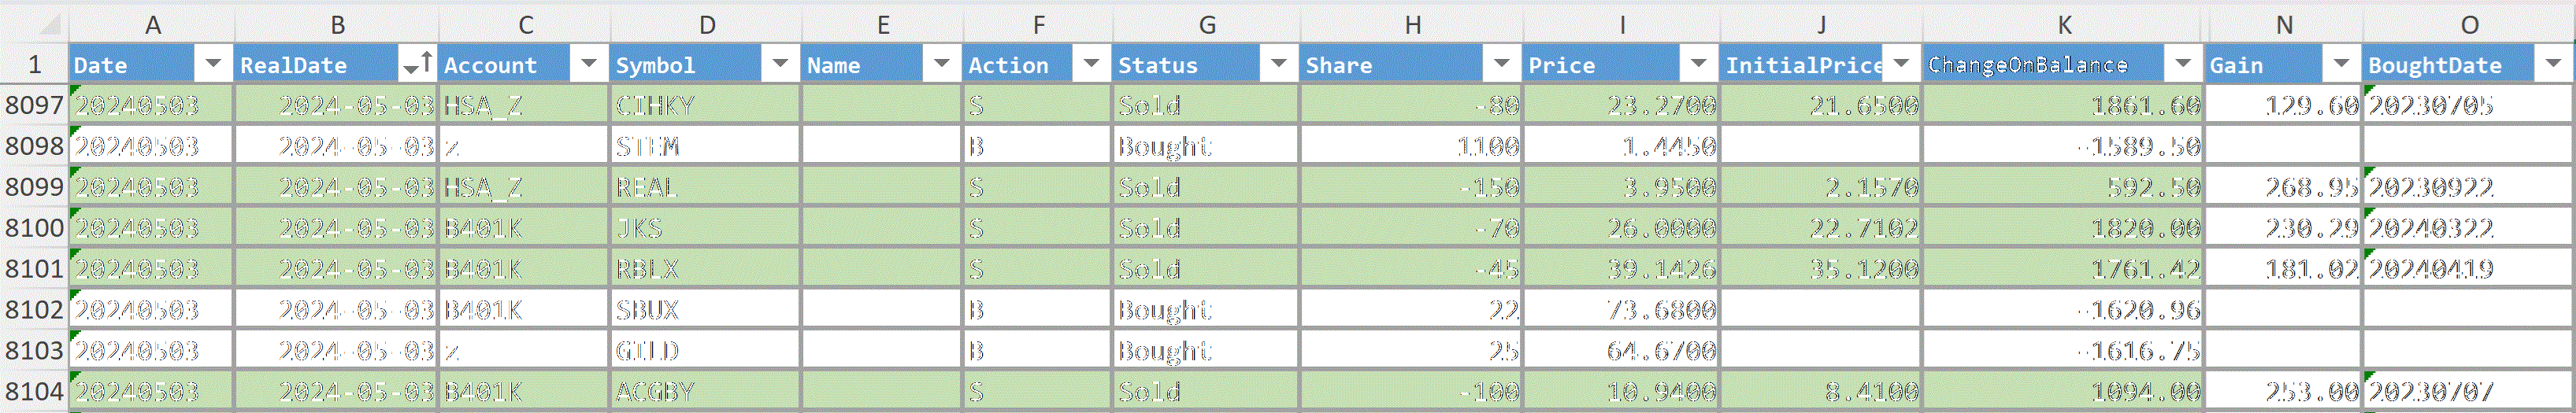 A B C D E F G H I J K N O
1 Date RealDate Account Symbol Name Action Status Share Price InitialPrice ChangeOnBalance Gain BoughtDate
8097 20240503 2024-05-03 HSA_Z CIHKY S Sold -80 23.2700 21.6500 1861.60 129.60 20230705
8098 20240503 2024-05-03 z STEM B Bought 1100 1.4450 -1589.50
8099 20240503 2024-05-03 HSA_Z REAL S Sold -150 3.9500 2.1570 592.50 268.95 20230922
8100 20240503 2024-05-03 B401K JKS S Sold -70 26.0000 22.7102 1820.00 230.29 20240322
8101 20240503 2024-05-03 B401K RBLX S Sold -45 39.1426 35.1200 1761.42 181.02 20240419
8102 20240503 2024-05-03 B401K SBUX B Bought 22 73.6800 -1620.96
8103 20240503 2024-05-03 z GILD B Bought 25 64.6700 -1616.75
8104 20240503 2024-05-03 B401K ACGBY S Sold -100 10.9400 8.4100 1094.00 253.00 20230707